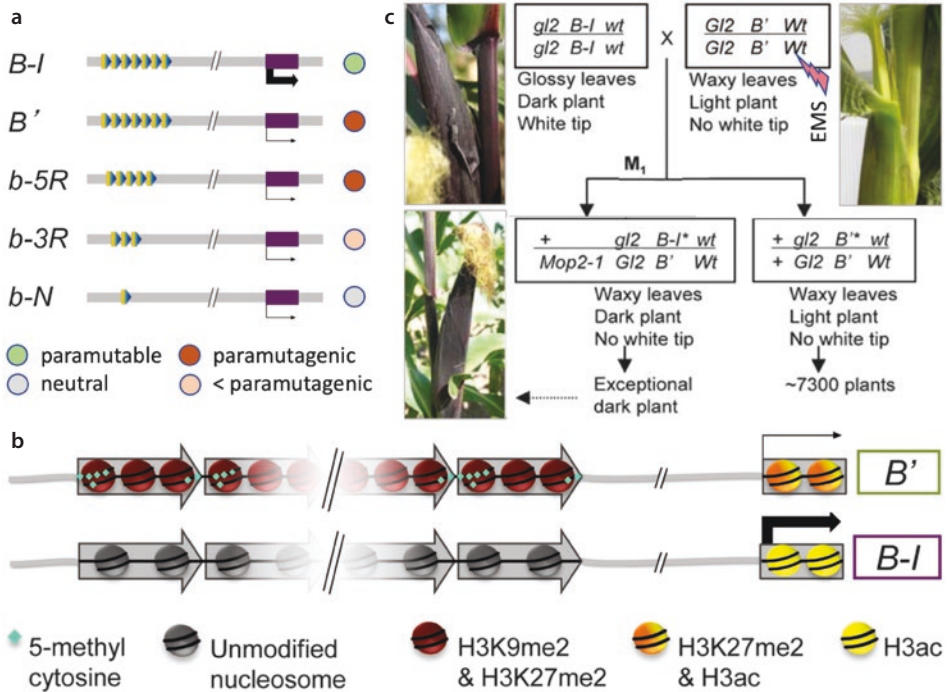 a
B-I //
B' //
b-5R //
b-3R //
b-N //
paramutable
paramutagenic
neutral
< paramutagenic
c
gl2 B-I wt
gl2 B-I wt
X
Gl2 B' Wt
Gl2 B' Wt
Glossy leaves
Dark plant
White tip
Waxy leaves
Light plant
No white tip
EMS
M1
+ gl2 B-I* wt
Mop2-1 Gl2 B' Wt
+ gl2 B'* wt
+ Gl2 B' Wt
Waxy leaves
Dark plant
No white tip
Waxy leaves
Light plant
No white tip
Exceptional
dark plant
~7300 plants
b
// // B'
// // B-I
5-methyl
cytosine
Unmodified
nucleosome
H3K9me2
& H3K27me2
H3K27me2
& H3ac
H3ac